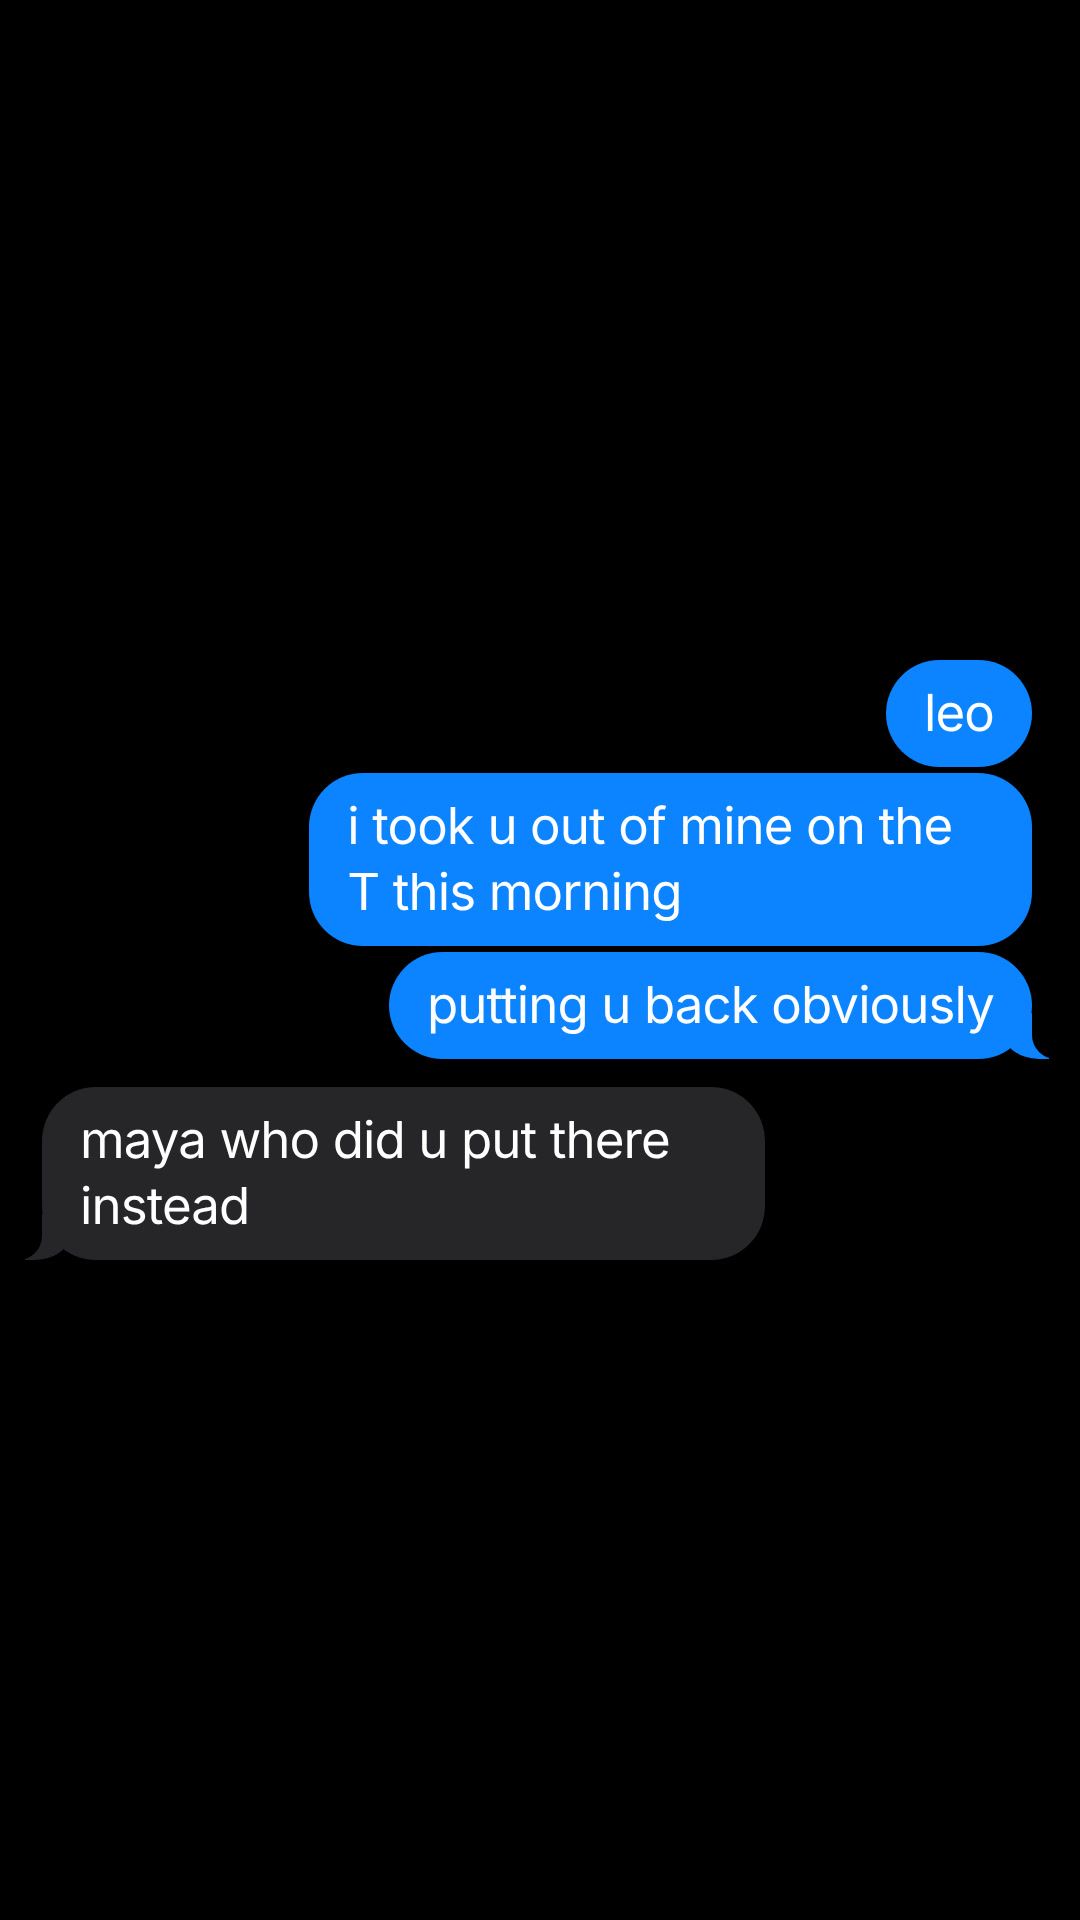 leo
i took u out of mine on the
T this morning
putting u back obviously
maya who did u put there
instead